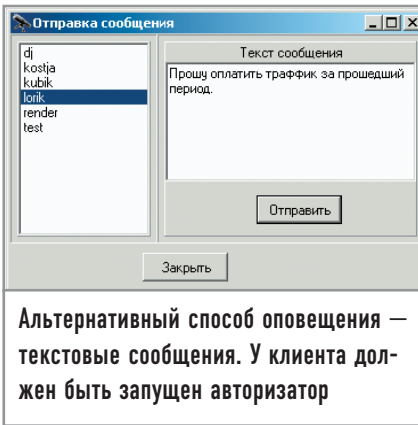 Отправка сообщения
dj
kostja
kubik
lorik
render
test
Текст сообщения
Прошу оплатить траффик за прошедший
период.
Отправить
Закрыть
Альтернативный способ оповещения —
текстовые сообщения. У клиента дол-
жен быть запущен авторизатор